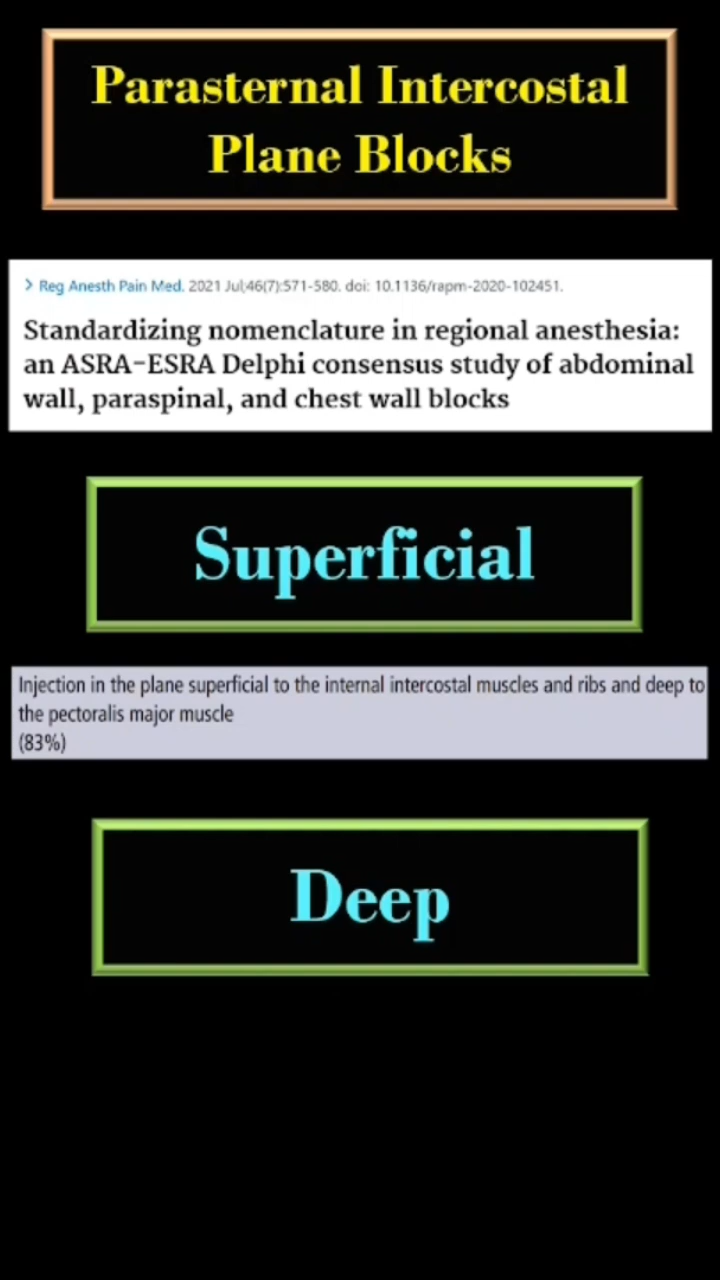 Parasternal Intercostal
Plane Blocks
> Reg Anesth Pain Med. 2021 Jul;46(7):571-580. doi: 10.1136/rapm-2020-102451.
Standardizing nomenclature in regional anesthesia:
an ASRA-ESRA Delphi consensus study of abdominal
wall, paraspinal, and chest wall blocks
Superficial
Injection in the plane superficial to the internal intercostal muscles and ribs and deep to
the pectoralis major muscle
(83%)
Deep